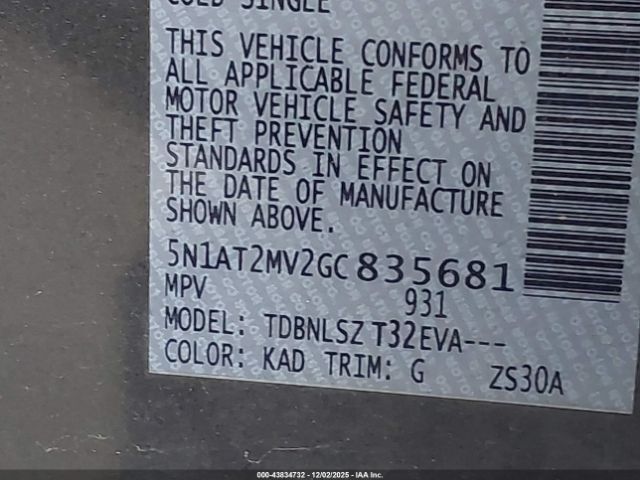 COLD SINGLE
THIS VEHICLE CONFORMS TO
ALL APPLICABLE FEDERAL
MOTOR VEHICLE SAFETY AND
THEFT PREVENTION
STANDARDS IN EFFECT ON
THE DATE OF MANUFACTURE
SHOWN ABOVE.
5N1AT2MV2GC835681
MPV 931
MODEL: TDBNLSZ T32EVA---
COLOR: KAD TRIM: G ZS30A
000-43834732 - 12/02/2025 - IAA Inc.